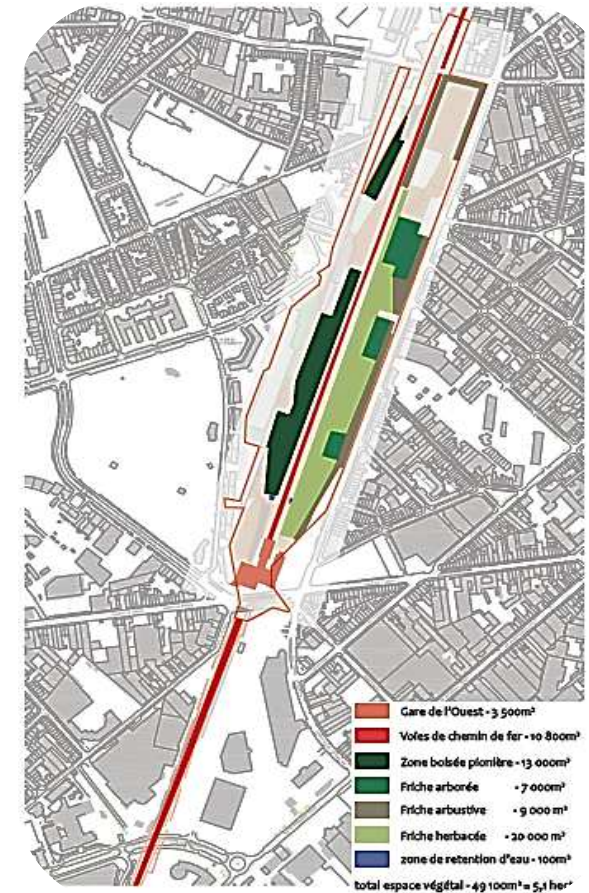 Gare de l'Ouest - 3 500m²
Voies de chemin de fer - 10 800m²
Zone boisée pionière - 13 000m²
Friche arborée - 7 000m²
Friche arbustive - 9 000 m²
Friche herbacée - 20 000 m²
zone de retention d'eau - 100m²
total espace végétal - 49 100m² = 5,1 her